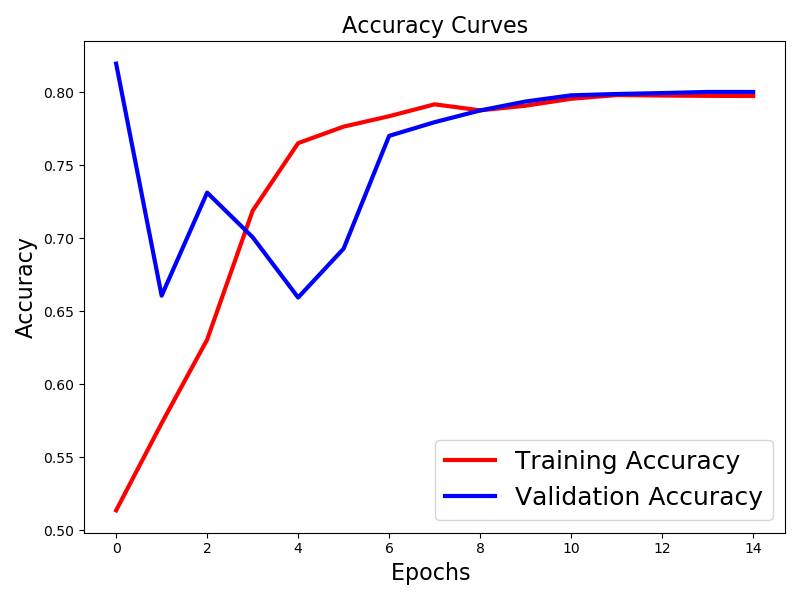 Accuracy Curves
Accuracy
0.80
0.75
0.70
0.65
0.60
0.55
0.50
Training Accuracy
Validation Accuracy
0 2 4 6 8 10 12 14
Epochs